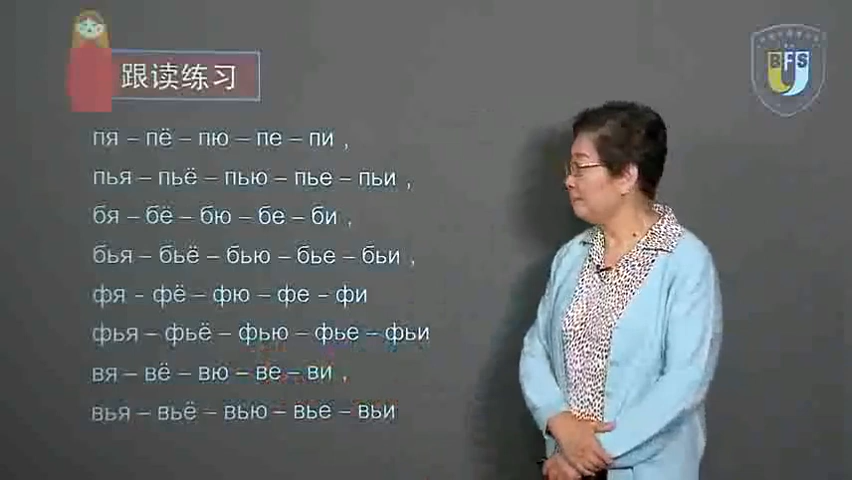 跟读练习
BFSU
пя – пё – пю – пе – пи ,
пья – пьё – пью – пье – пьи ,
бя – бё – бю – бе – би ,
бья – бьё – бью – бье – бьи ,
фя - фё – фю – фе – фи
фья – фьё – фью – фье – фьи
вя – вё – вю – ве – ви ,
вья – вьё – вью – вье – вьи